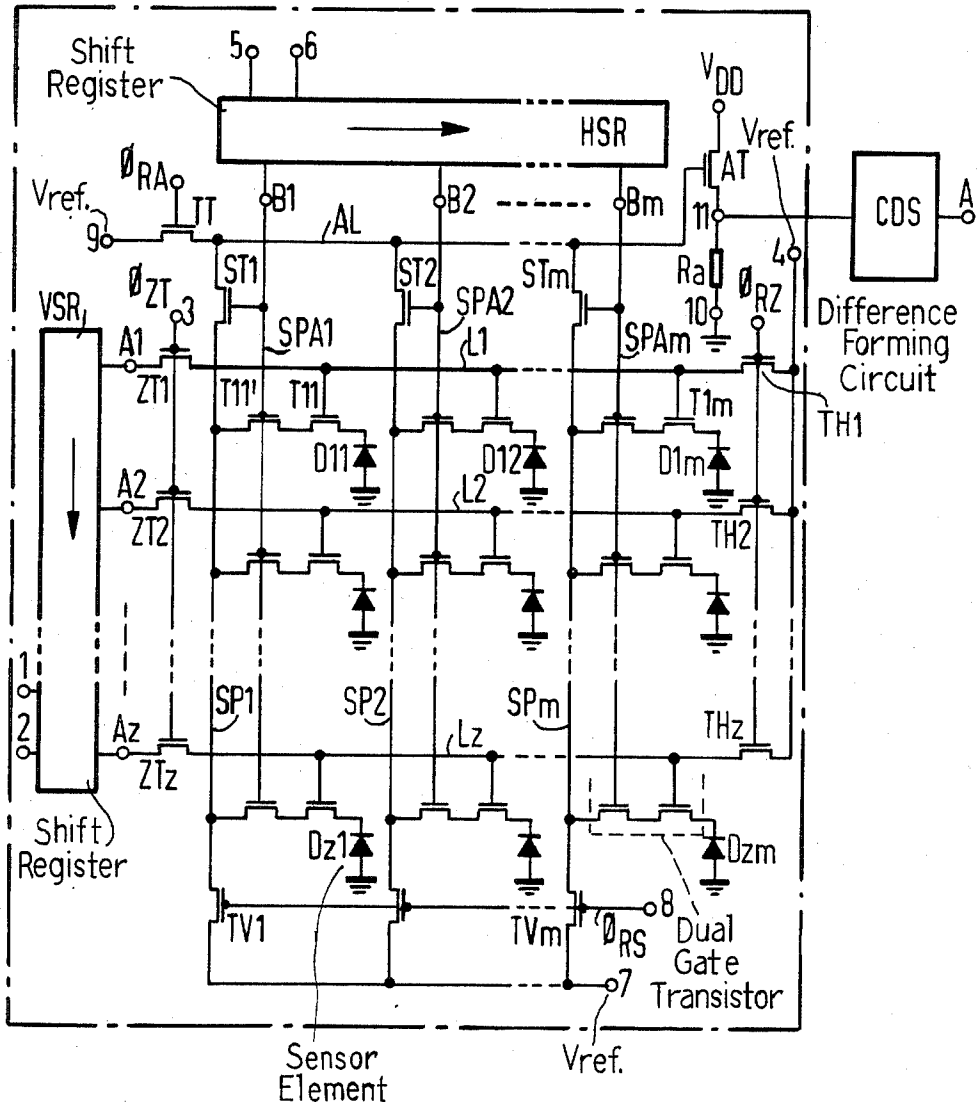 5 6
Shift
Register
HSR
VDD
Vref.
AT
ØRA
Vref.
9
TT
B1
B2
Bm
11
CDS
A
AL
4
ST1
ST2
STm
Ra
ØRZ
10
VSR
ØZT
3
SPA1
SPA2
SPAm
Difference
Forming
Circuit
A1
ZT1
L1
T11'
T11
T1m
TH1
D11
D12
D1m
A2
ZT2
L2
TH2
1
2
SP1
SP2
SPm
Az
ZTz
Lz
THz
Shift
Register
Dz1
Dzm
TV1
TVm
ØRS
8
Dual
Gate
Transistor
7
Sensor
Element
Vref.